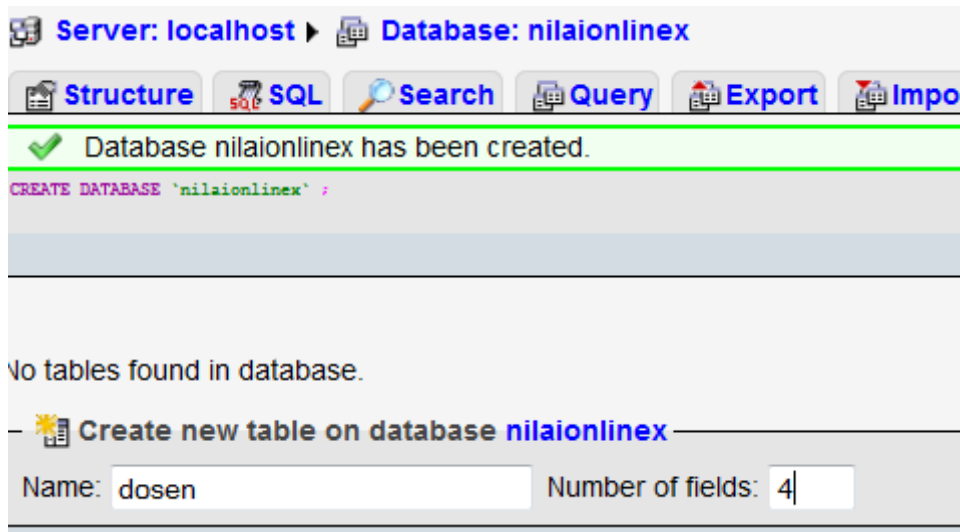 Server: localhost Database: nilaionlinex
Structure SQL Search Query Export Impo
Database nilaionlinex has been created.
CREATE DATABASE `nilaionlinex` ;
No tables found in database.
Create new table on database nilaionlinex
Name: dosen Number of fields: 4